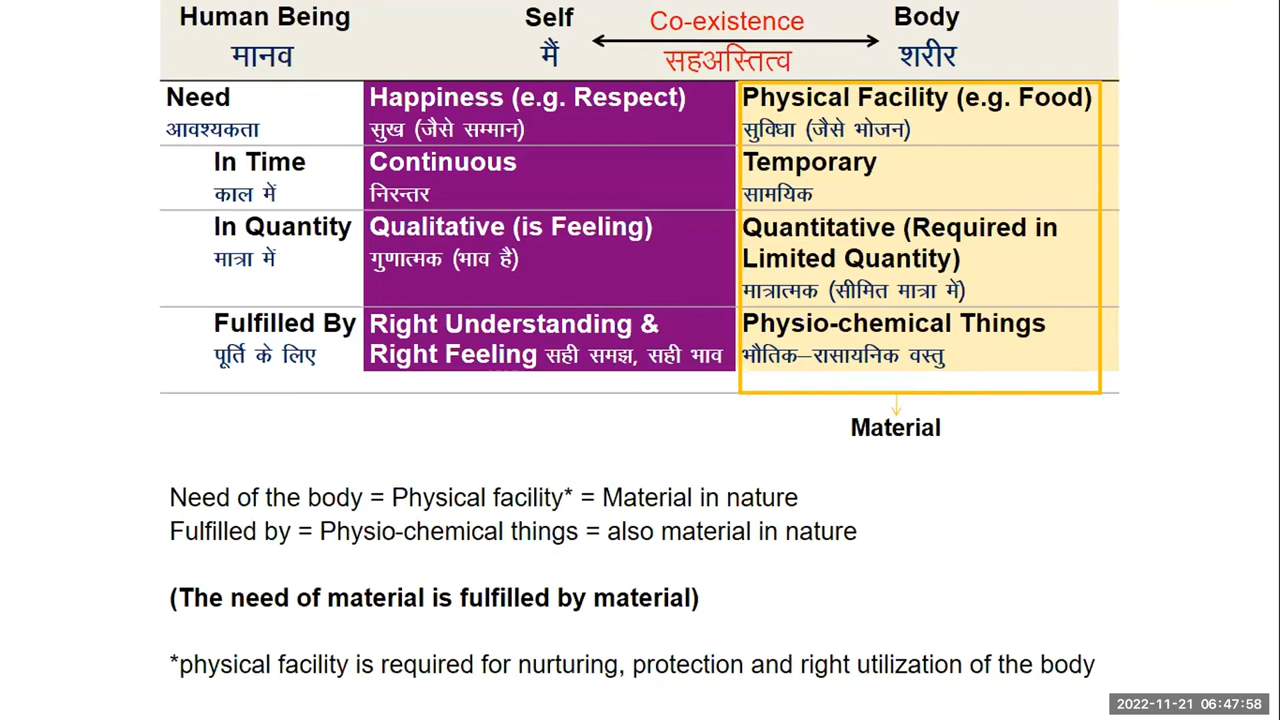 Human Being Self Co-existence Body
मानव मैं सहअस्तित्व शरीर
Need Happiness (e.g. Respect) Physical Facility (e.g. Food)
आवश्यकता सुख (जैसे सम्मान) सुविधा (जैसे भोजन)
In Time Continuous Temporary
काल में निरन्तर सामयिक
In Quantity Qualitative (is Feeling) Quantitative (Required in
Limited Quantity)
मात्रा में गुणात्मक (भाव है) मात्रात्मक (सीमित मात्रा में)
Fulfilled By Right Understanding & Physio-chemical Things
पूर्ति के लिए Right Feeling सही समझ, सही भाव भौतिक–रासायनिक वस्तु
Material
Need of the body = Physical facility* = Material in nature
Fulfilled by = Physio-chemical things = also material in nature
(The need of material is fulfilled by material)
*physical facility is required for nurturing, protection and right utilization of the body
2022-11-21 06:47:58